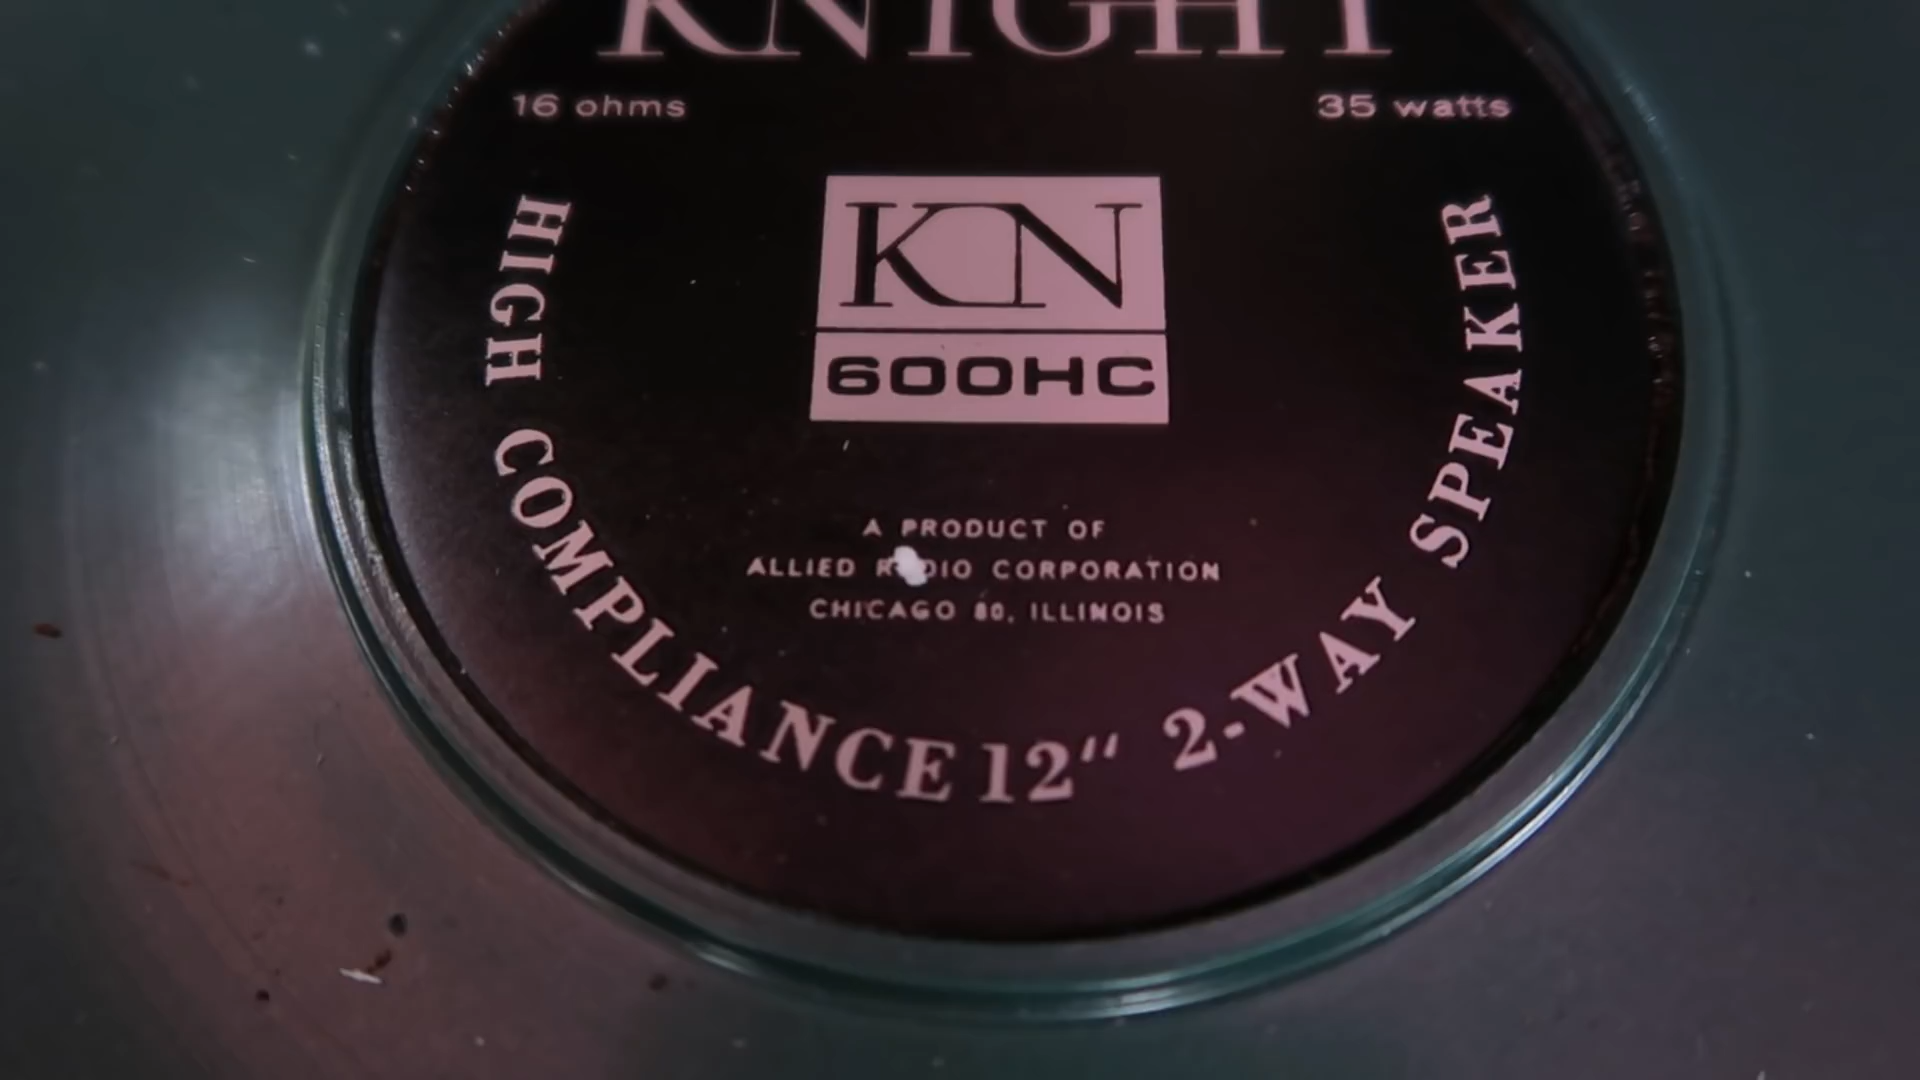 KNIGHT
16 ohms
35 watts
KN
600HC
A PRODUCT OF
ALLIED RADIO CORPORATION
CHICAGO 80, ILLINOIS
HIGH COMPLIANCE 12" 2-WAY SPEAKER